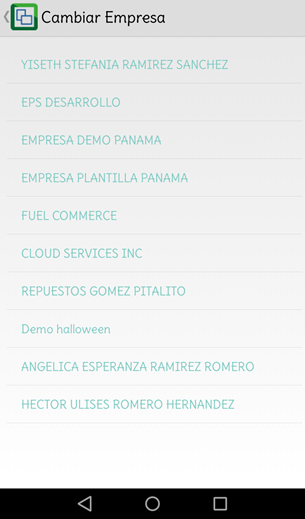 Cambiar Empresa
YISETH STEFANIA RAMIREZ SANCHEZ
EPS DESARROLLO
EMPRESA DEMO PANAMA
EMPRESA PLANTILLA PANAMA
FUEL COMMERCE
CLOUD SERVICES INC
REPUESTOS GOMEZ PITALITO
Demo halloween
ANGELICA ESPERANZA RAMIREZ ROMERO
HECTOR ULISES ROMERO HERNANDEZ